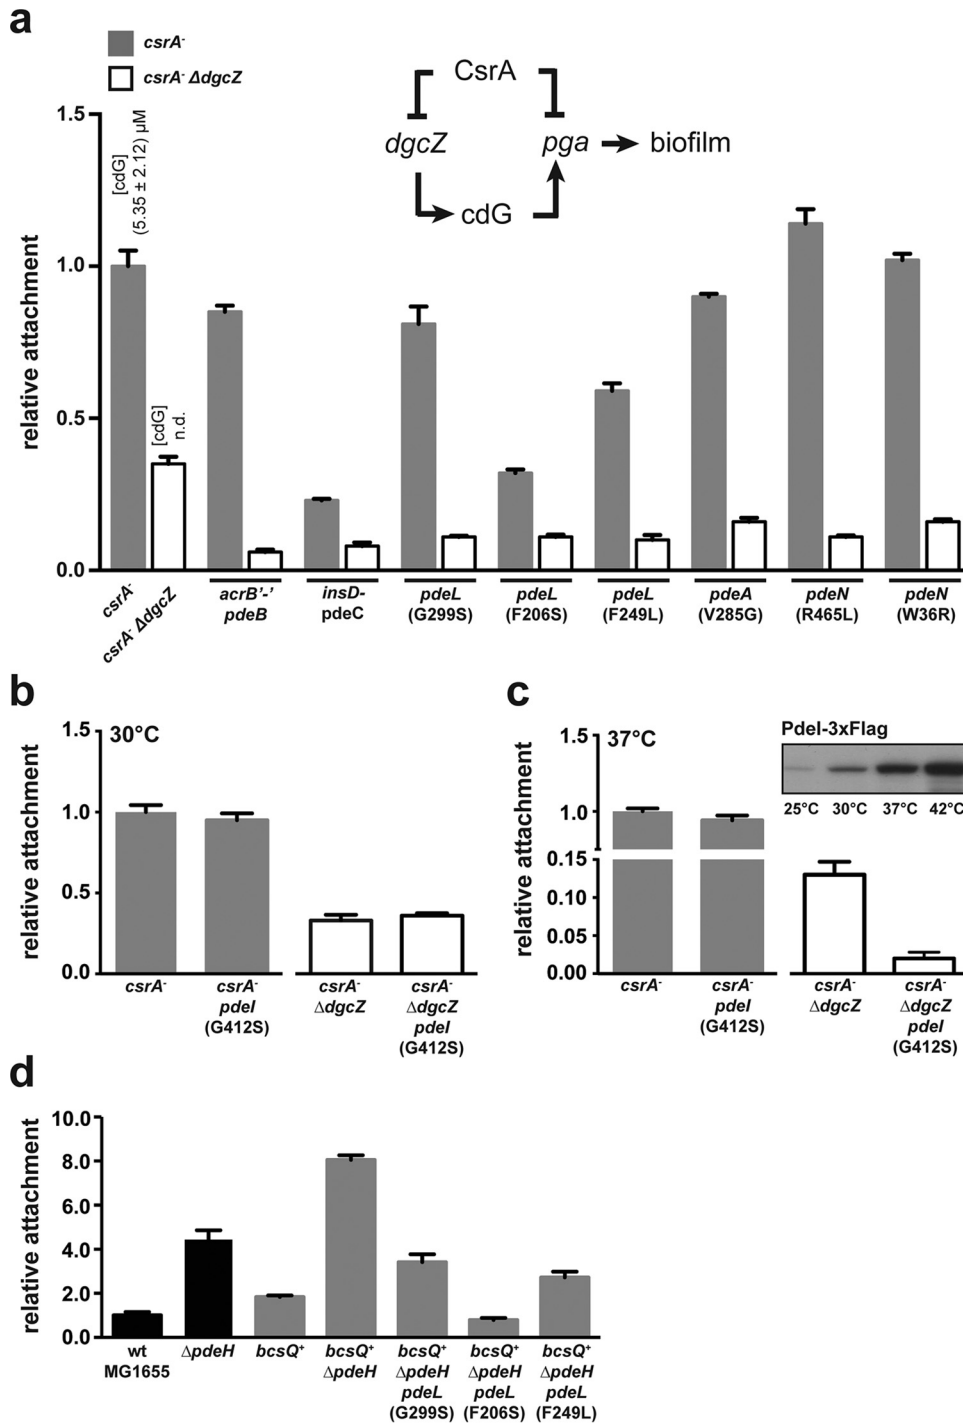 a
csrA-
csrA- ΔdgcZ
CsrA
dgcZ
pga
biofilm
cdG
relative attachment
1.5
1.0
0.5
0.0
[cdG]
(5.35 ± 2.12) µM
[cdG]
n.d.
csrA-
csrA- ΔdgcZ
acrB’-’
pdeB
insD-
pdeC
pdeL
(G299S)
pdeL
(F206S)
pdeL
(F249L)
pdeA
(V285G)
pdeN
(R465L)
pdeN
(W36R)
b
30°C
relative attachment
1.5
1.0
0.5
0.0
csrA-
csrA-
pdeI
(G412S)
csrA-
ΔdgcZ
csrA-
ΔdgcZ
pdeI
(G412S)
c
37°C
relative attachment
1.5
1.0
0.15
0.10
0.05
0.00
PdeI-3xFlag
25°C 30°C 37°C 42°C
csrA-
csrA-
pdeI
(G412S)
csrA-
ΔdgcZ
csrA-
ΔdgcZ
pdeI
(G412S)
d
relative attachment
10.0
8.0
6.0
4.0
2.0
0.0
wt
MG1655
ΔpdeH
bcsQ+
bcsQ+
ΔpdeH
bcsQ+
ΔpdeH
pdeL
(G299S)
bcsQ+
ΔpdeH
pdeL
(F206S)
bcsQ+
ΔpdeH
pdeL
(F249L)